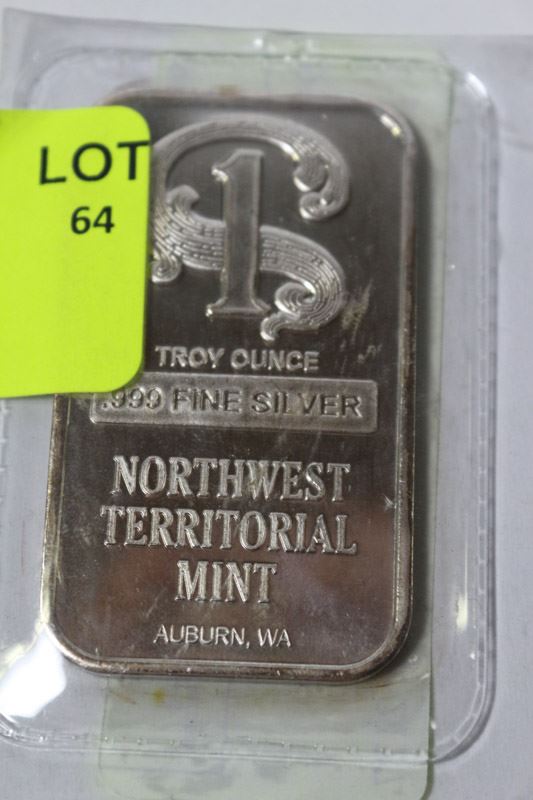 LOT
64
1
TROY OUNCE
.999 FINE SILVER
NORTHWEST
TERRITORIAL
MINT
AUBURN, WA